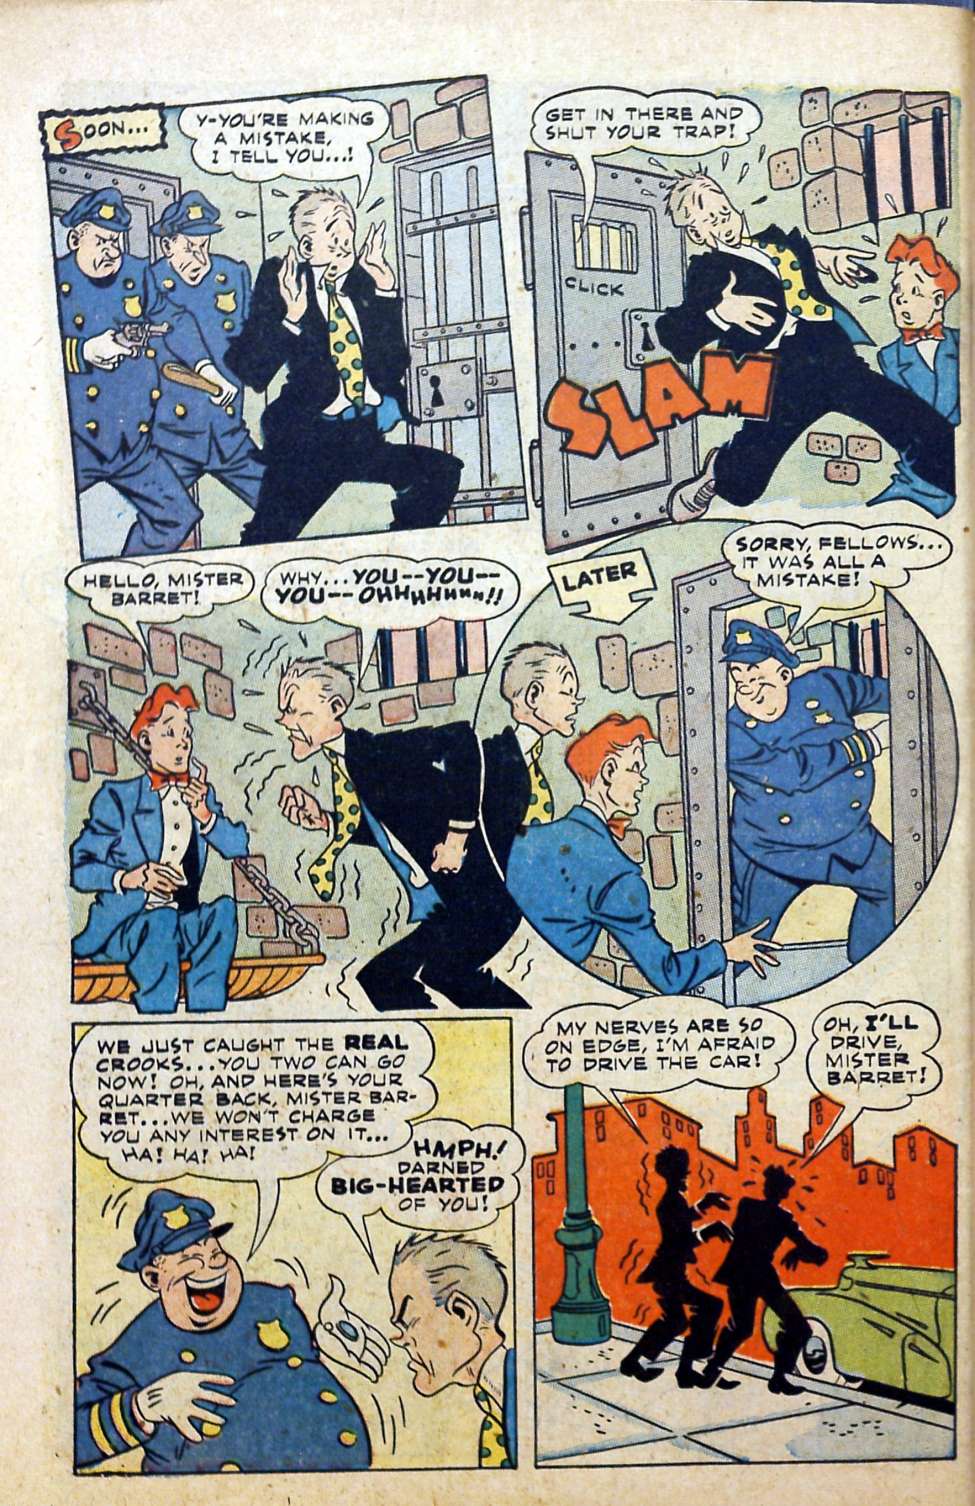 SOON...
Y-YOU'RE MAKING
A MISTAKE,
I TELL YOU...!
GET IN THERE AND
SHUT YOUR TRAP!
CLICK
SLAM
HELLO, MISTER
BARRET!
WHY...YOU--YOU--
YOU--OHHHHHHH!!
LATER
SORRY, FELLOWS...
IT WAS ALL A
MISTAKE!
WE JUST CAUGHT THE REAL
CROOKS...YOU TWO CAN GO
NOW! OH, AND HERE'S YOUR
QUARTER BACK, MISTER BAR-
RET...WE WON'T CHARGE
YOU ANY INTEREST ON IT...
HA! HA! HA!
HMPH!
DARNED
BIG-HEARTED
OF YOU!
MY NERVES ARE SO
ON EDGE, I'M AFRAID
TO DRIVE THE CAR!
OH, I'LL
DRIVE,
MISTER
BARRET!